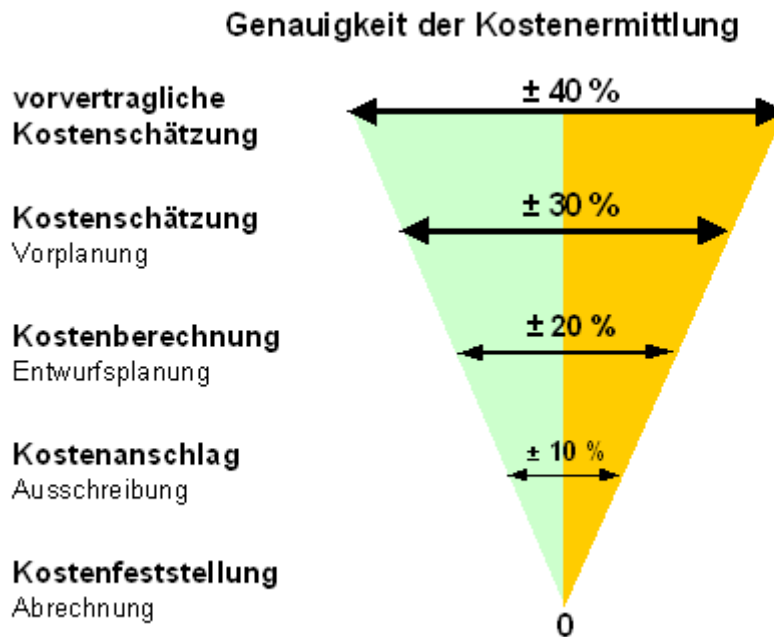 Genauigkeit der Kostenermittlung
vorvertragliche
Kostenschätzung
± 40 %
Kostenschätzung
Vorplanung
± 30 %
Kostenberechnung
Entwurfsplanung
± 20 %
Kostenanschlag
Ausschreibung
± 10 %
Kostenfeststellung
Abrechnung
0